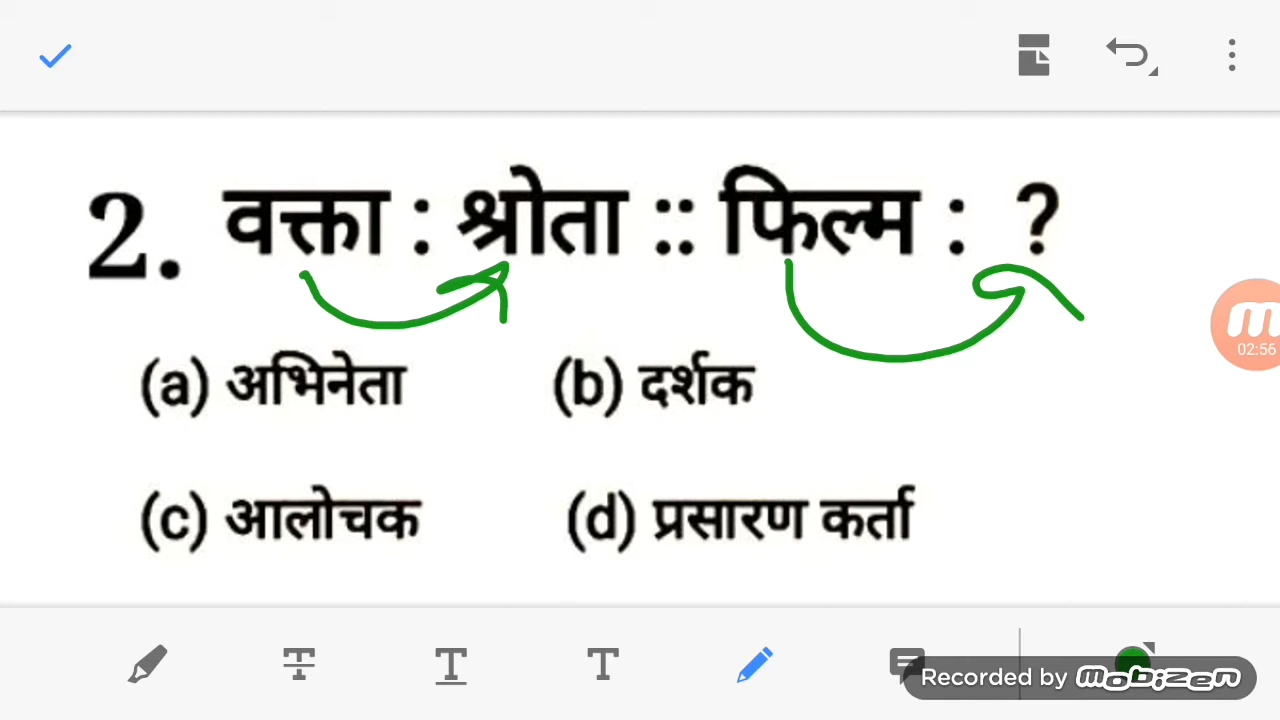 2. वक्ता : श्रोता :: फिल्म : ?
(a) अभिनेता (b) दर्शक
(c) आलोचक (d) प्रसारण कर्ता
02:56
T T T
Recorded by mobizen